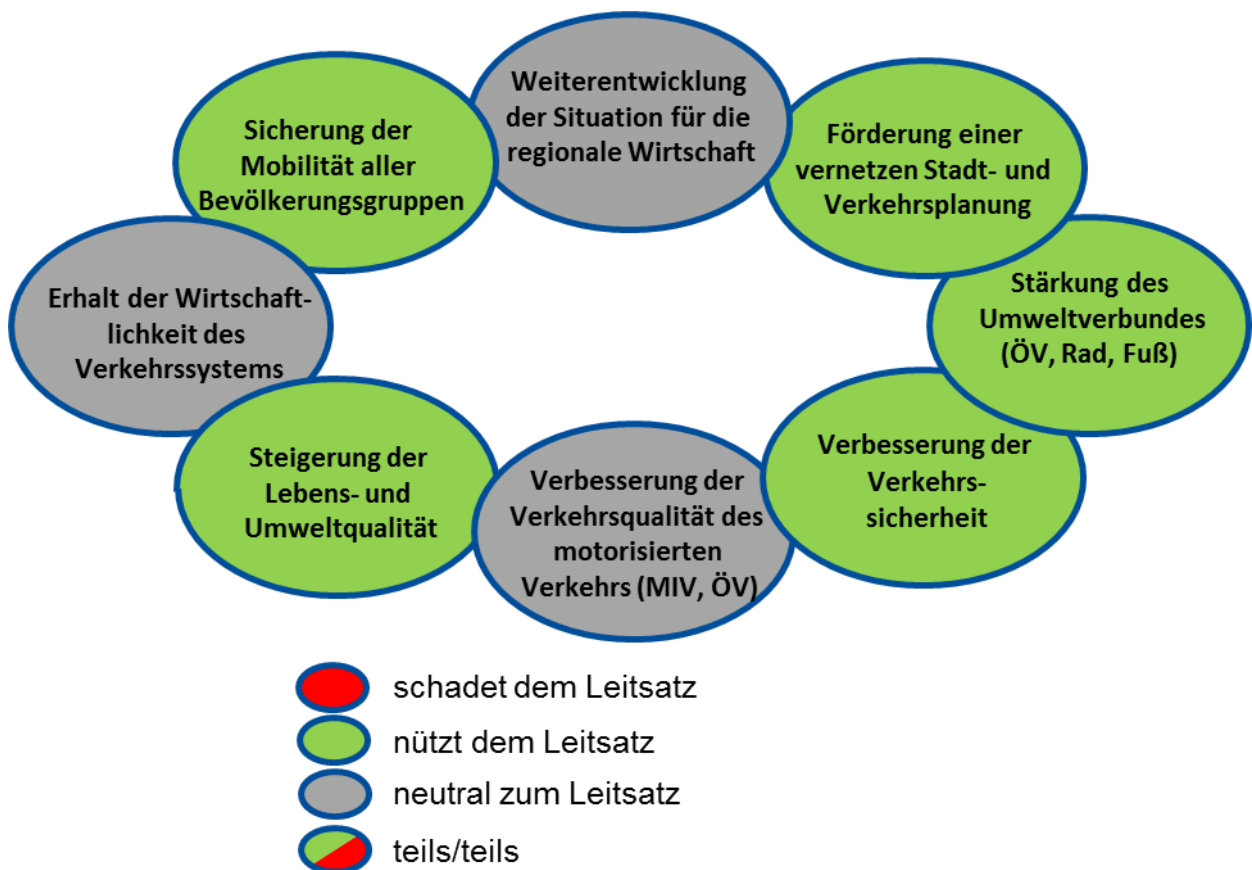 Weiterentwicklung
der Situation für die
regionale Wirtschaft
Sicherung der
Mobilität aller
Bevölkerungsgruppen
Förderung einer
vernetzen Stadt- und
Verkehrsplanung
Erhalt der Wirtschaft-
lichkeit des
Verkehrssystems
Stärkung des
Umweltverbundes
(ÖV, Rad, Fuß)
Steigerung der
Lebens- und
Umweltqualität
Verbesserung der
Verkehrsqualität des
motorisierten
Verkehrs (MIV, ÖV)
Verbesserung der
Verkehrs-
sicherheit
schadet dem Leitsatz
nützt dem Leitsatz
neutral zum Leitsatz
teils/teils